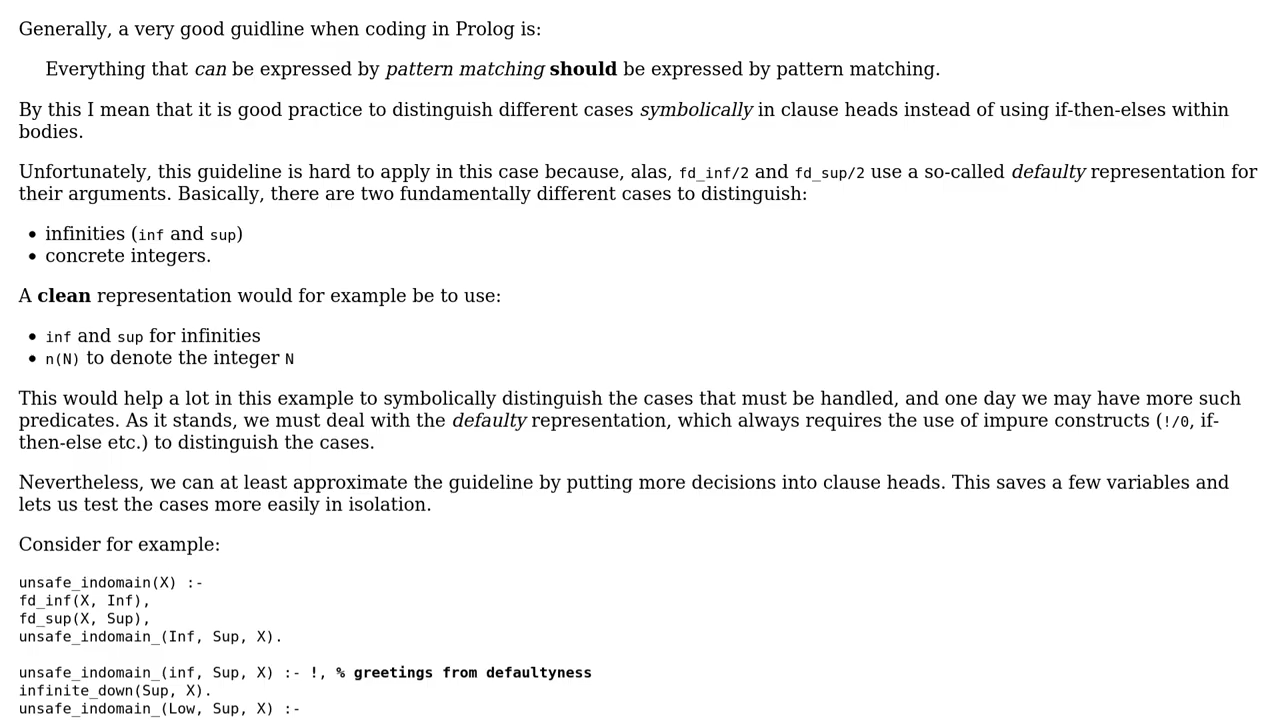 Generally, a very good guidline when coding in Prolog is:
Everything that can be expressed by pattern matching should be expressed by pattern matching.
By this I mean that it is good practice to distinguish different cases symbolically in clause heads instead of using if-then-elses within
bodies.
Unfortunately, this guideline is hard to apply in this case because, alas, fd_inf/2 and fd_sup/2 use a so-called defaulty representation for
their arguments. Basically, there are two fundamentally different cases to distinguish:
• infinities (inf and sup)
• concrete integers.
A clean representation would for example be to use:
• inf and sup for infinities
• n(N) to denote the integer N
This would help a lot in this example to symbolically distinguish the cases that must be handled, and one day we may have more such
predicates. As it stands, we must deal with the defaulty representation, which always requires the use of impure constructs (!/0, if-
then-else etc.) to distinguish the cases.
Nevertheless, we can at least approximate the guideline by putting more decisions into clause heads. This saves a few variables and
lets us test the cases more easily in isolation.
Consider for example:
unsafe_indomain(X) :-
fd_inf(X, Inf),
fd_sup(X, Sup),
unsafe_indomain_(Inf, Sup, X).
unsafe_indomain_(inf, Sup, X) :- !, % greetings from defaultyness
infinite_down(Sup, X).
unsafe_indomain_(Low, Sup, X) :-